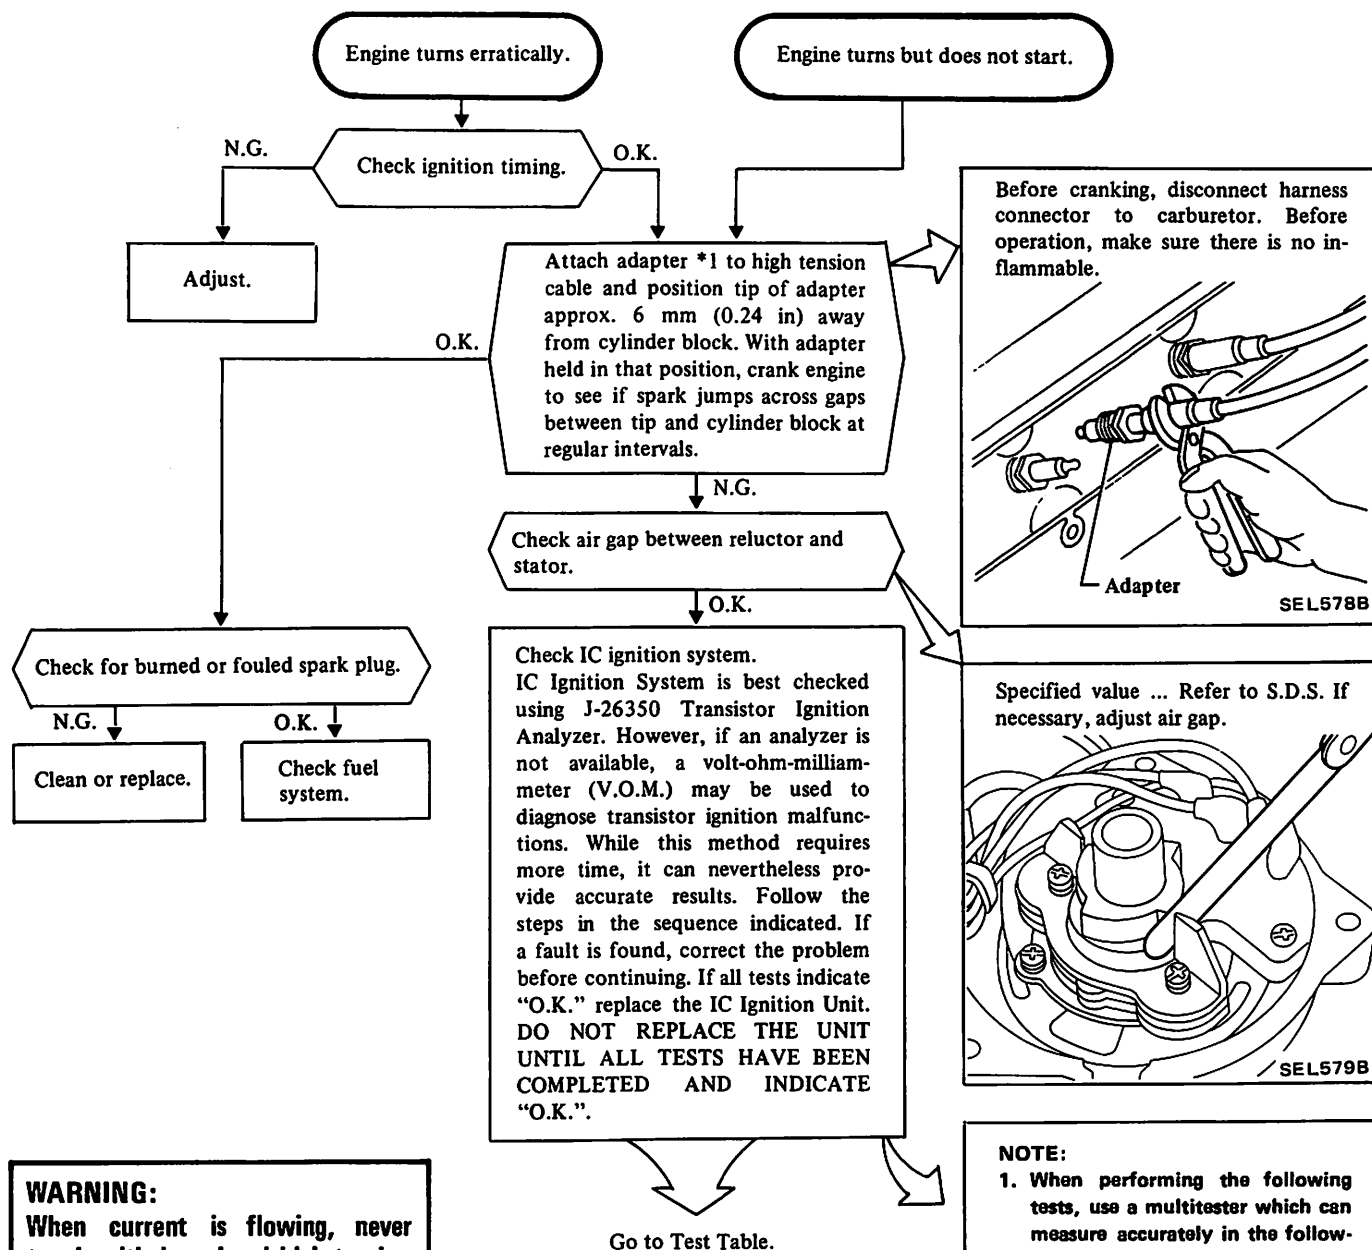 Engine turns erratically.
Engine turns but does not start.
N.G.
Check ignition timing.
O.K.
Adjust.
O.K.
Attach adapter *1 to high tension
cable and position tip of adapter
approx. 6 mm (0.24 in) away
from cylinder block. With adapter
held in that position, crank engine
to see if spark jumps across gaps
between tip and cylinder block at
regular intervals.
Before cranking, disconnect harness
connector to carburetor. Before
operation, make sure there is no in-
flammable.
Adapter
SEL578B
N.G.
Check air gap between reluctor and
stator.
O.K.
Check for burned or fouled spark plug.
N.G.
O.K.
Clean or replace.
Check fuel
system.
Check IC ignition system.
IC Ignition System is best checked
using J-26350 Transistor Ignition
Analyzer. However, if an analyzer is
not available, a volt-ohm-milliam-
meter (V.O.M.) may be used to
diagnose transistor ignition malfunc-
tions. While this method requires
more time, it can nevertheless pro-
vide accurate results. Follow the
steps in the sequence indicated. If
a fault is found, correct the problem
before continuing. If all tests indicate
“O.K.” replace the IC Ignition Unit.
DO NOT REPLACE THE UNIT
UNTIL ALL TESTS HAVE BEEN
COMPLETED AND INDICATE
“O.K.”.
Specified value ... Refer to S.D.S. If
necessary, adjust air gap.
SEL579B
WARNING:
When current is flowing, never
Go to Test Table.
NOTE:
1. When performing the following
tests, use a multitester which can
measure accurately in the follow-